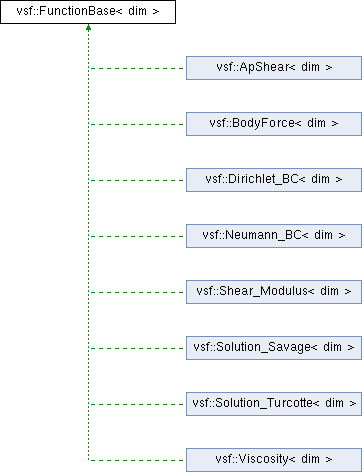 vsf::FunctionBase< dim >
vsf::ApShear< dim >
vsf::BodyForce< dim >
vsf::Dirichlet_BC< dim >
vsf::Neumann_BC< dim >
vsf::Shear_Modulus< dim >
vsf::Solution_Savage< dim >
vsf::Solution_Turcotte< dim >
vsf::Viscosity< dim >